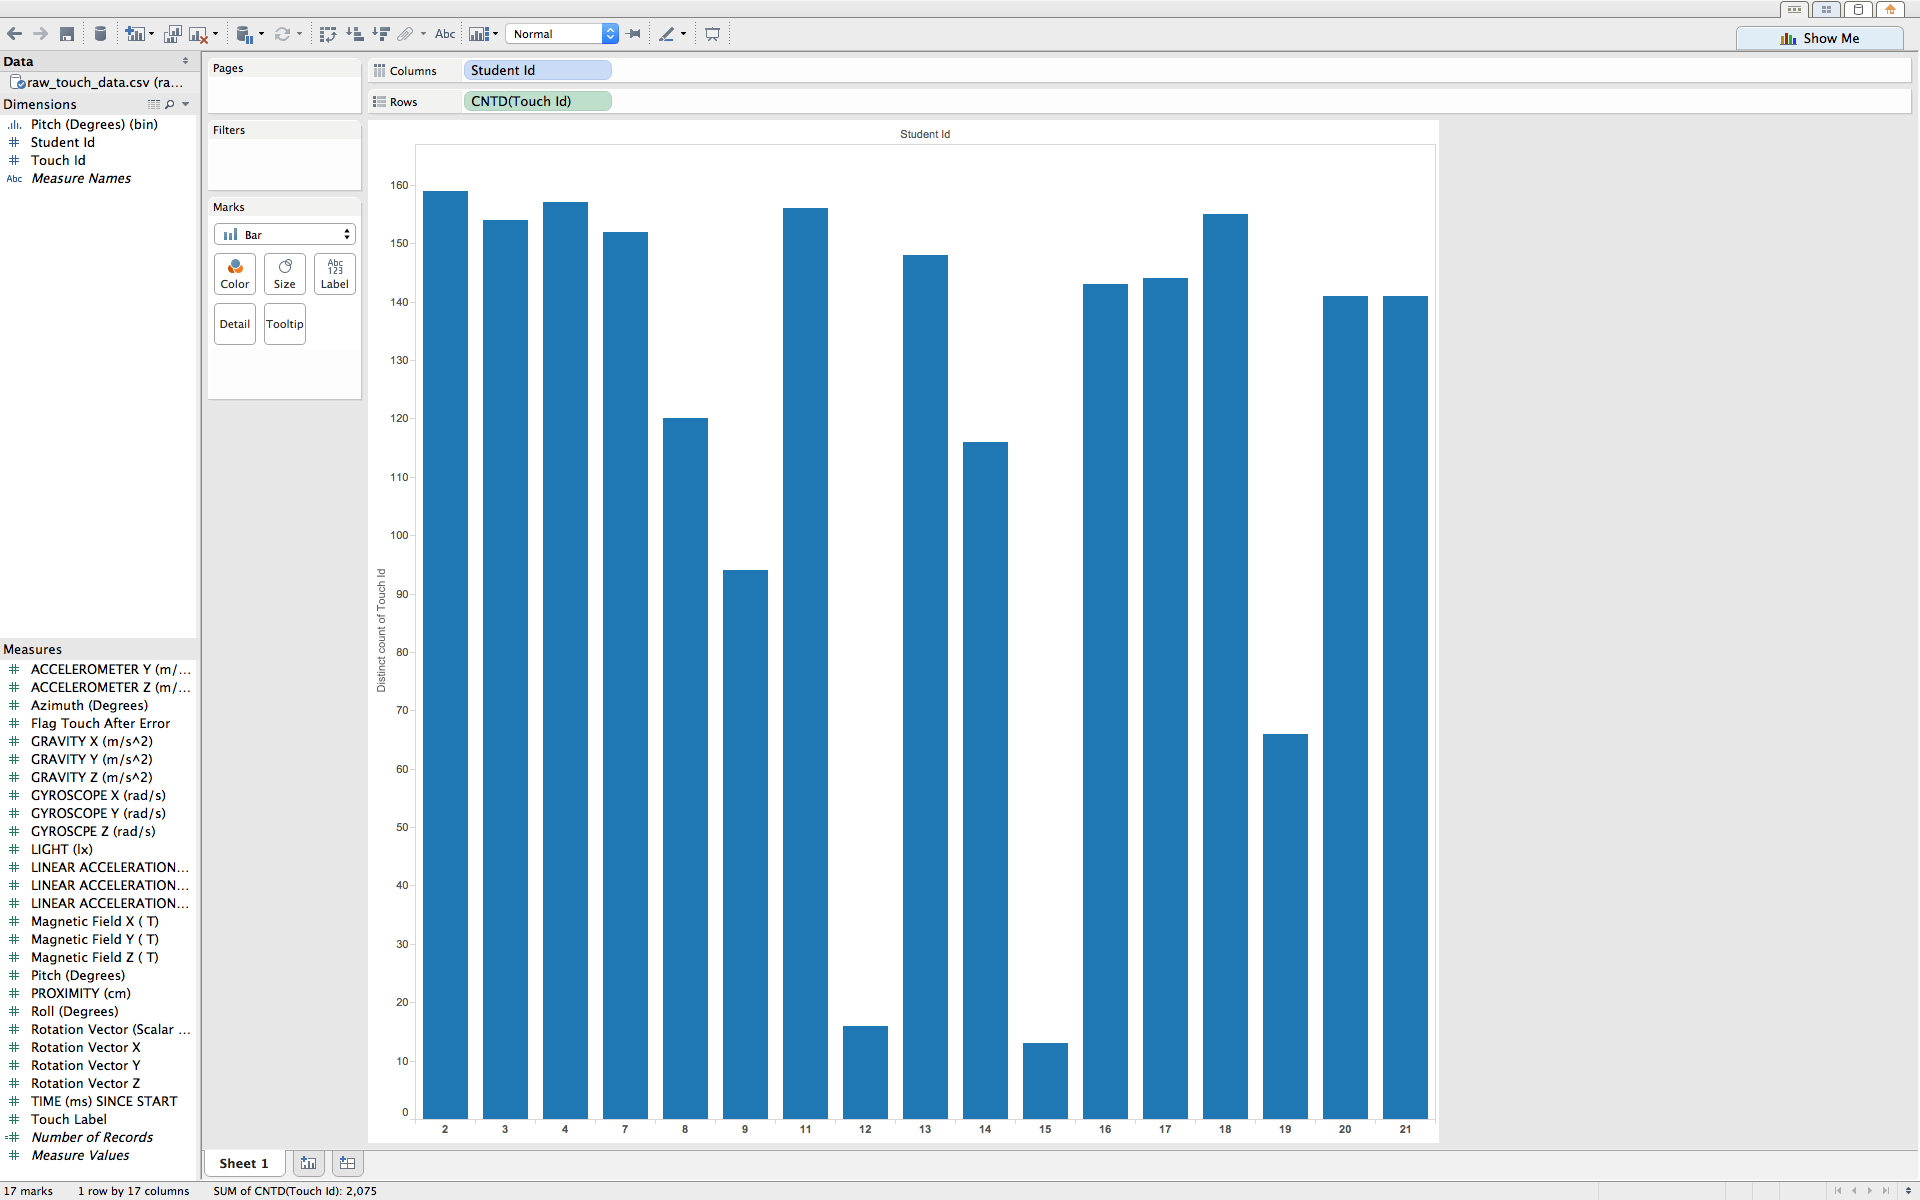 Abc
Normal
Show Me
Data
raw_touch_data.csv (ra...
Dimensions
Pitch (Degrees) (bin)
Student Id
Touch Id
Abc Measure Names
Pages
Filters
Marks
Bar
Color
Size
Abc
123
Label
Detail
Tooltip
Columns
Student Id
Rows
CNTD(Touch Id)
Student Id
160
150
140
130
120
110
100
90
80
70
60
50
40
30
20
10
0
Distinct count of Touch Id
2 3 4 7 8 9 11 12 13 14 15 16 17 18 19 20 21
Measures
ACCELEROMETER Y (m/...
ACCELEROMETER Z (m/...
Azimuth (Degrees)
Flag Touch After Error
GRAVITY X (m/s^2)
GRAVITY Y (m/s^2)
GRAVITY Z (m/s^2)
GYROSCOPE X (rad/s)
GYROSCOPE Y (rad/s)
GYROSCPE Z (rad/s)
LIGHT (lx)
LINEAR ACCELERATION...
LINEAR ACCELERATION...
LINEAR ACCELERATION...
Magnetic Field X ( T)
Magnetic Field Y ( T)
Magnetic Field Z ( T)
Pitch (Degrees)
PROXIMITY (cm)
Roll (Degrees)
Rotation Vector (Scalar ...
Rotation Vector X
Rotation Vector Y
Rotation Vector Z
TIME (ms) SINCE START
Touch Label
Number of Records
Measure Values
Sheet 1
17 marks 1 row by 17 columns SUM of CNTD(Touch Id): 2,075